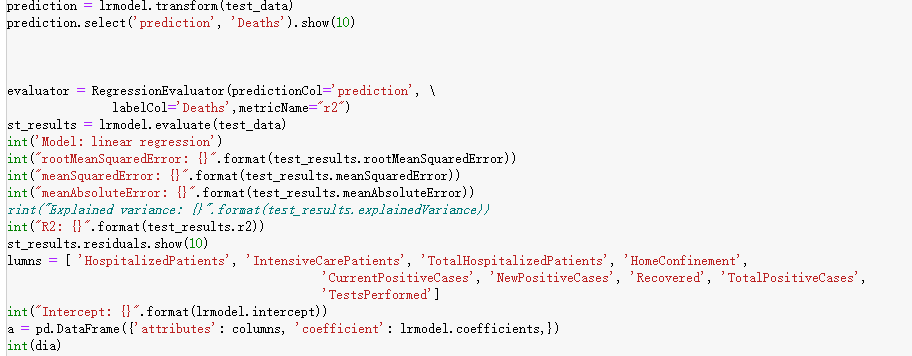 prediction = lrmodel.transform(test_data)
prediction.select('prediction', 'Deaths').show(10)
evaluator = RegressionEvaluator(predictionCol='prediction', \
labelCol='Deaths',metricName="r2")
st_results = lrmodel.evaluate(test_data)
int('Model: linear regression')
int("rootMeanSquaredError: {}".format(test_results.rootMeanSquaredError))
int("meanSquaredError: {}".format(test_results.meanSquaredError))
int("meanAbsoluteError: {}".format(test_results.meanAbsoluteError))
rint("Explained variance: {}".format(test_results.explainedVariance))
int("R2: {}".format(test_results.r2))
st_results.residuals.show(10)
lumns = [ 'HospitalizedPatients', 'IntensiveCarePatients', 'TotalHospitalizedPatients', 'HomeConfinement',
'CurrentPositiveCases', 'NewPositiveCases', 'Recovered', 'TotalPositiveCases',
'TestsPerformed']
int("Intercept: {}".format(lrmodel.intercept))
a = pd.DataFrame({'attributes': columns, 'coefficient': lrmodel.coefficients,})
int(dia)